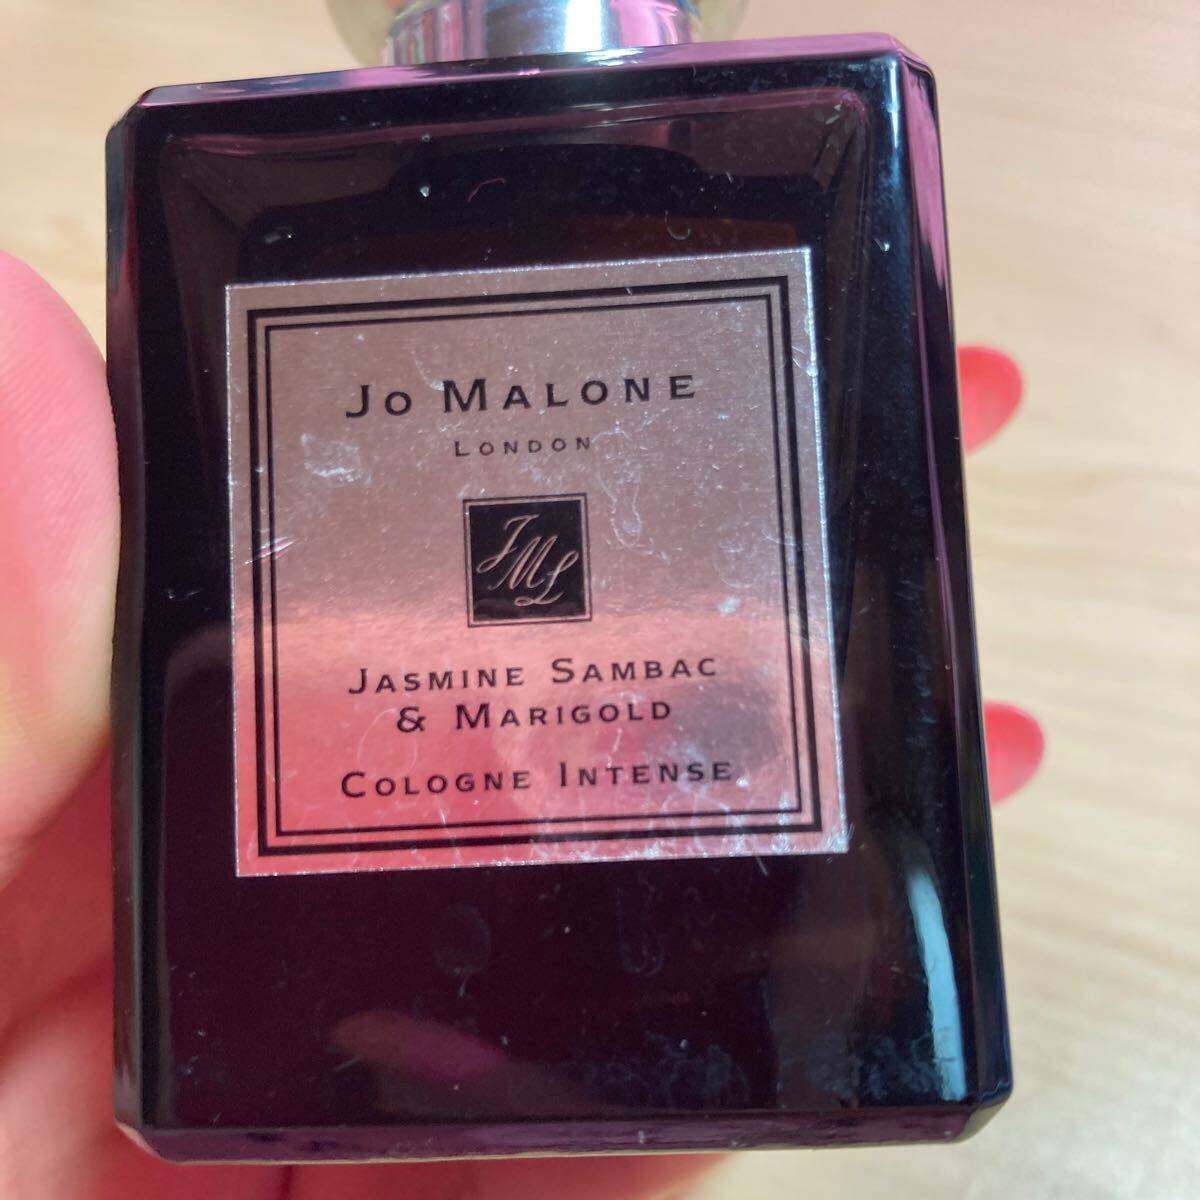 JO MALONE
LONDON
JML
JASMINE SAMBAC
& MARIGOLD
COLOGNE INTENSE